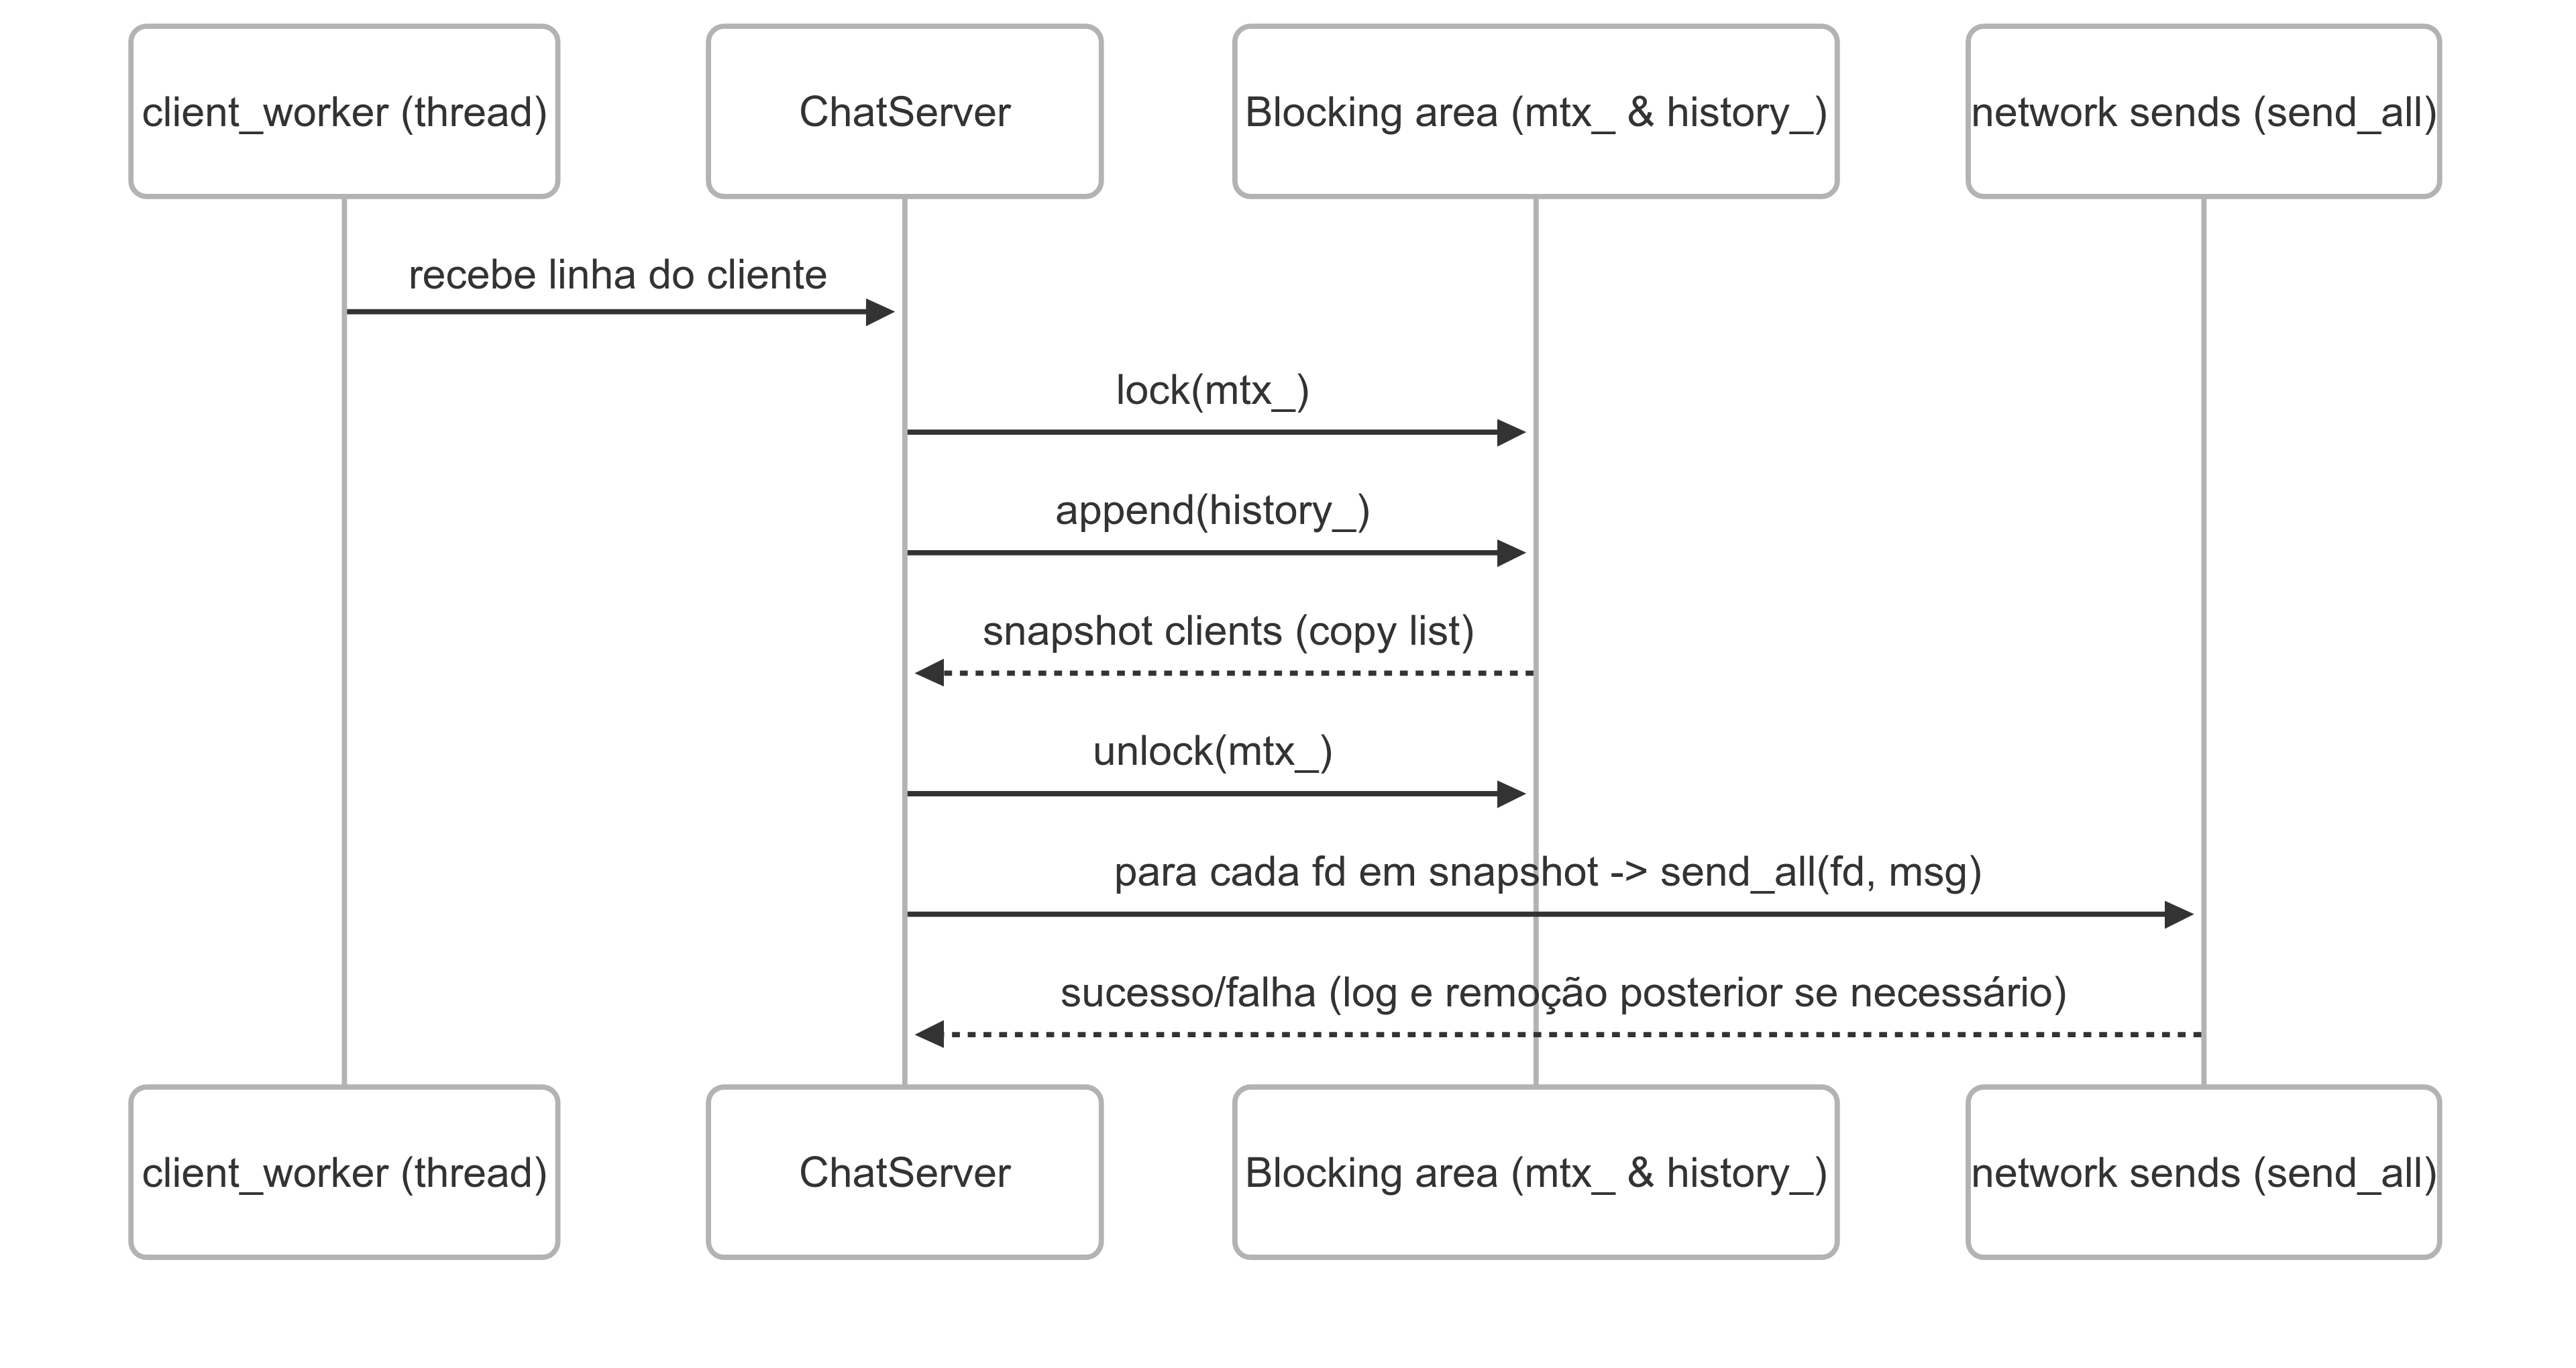 client_worker (thread)
ChatServer
Blocking area (mtx_ & history_)
network sends (send_all)
recebe linha do cliente
lock(mtx_)
append(history_)
snapshot clients (copy list)
unlock(mtx_)
para cada fd em snapshot -> send_all(fd, msg)
sucesso/falha (log e remoção posterior se necessário)
client_worker (thread)
ChatServer
Blocking area (mtx_ & history_)
network sends (send_all)